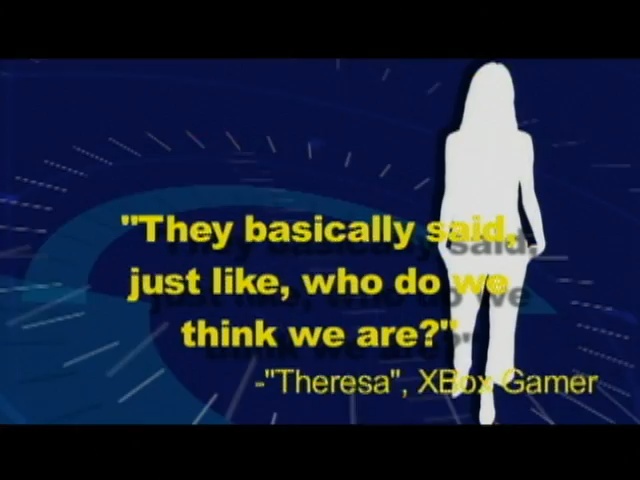 "They basically said,
just like, who do we
think we are?"
-"Theresa", XBox Gamer